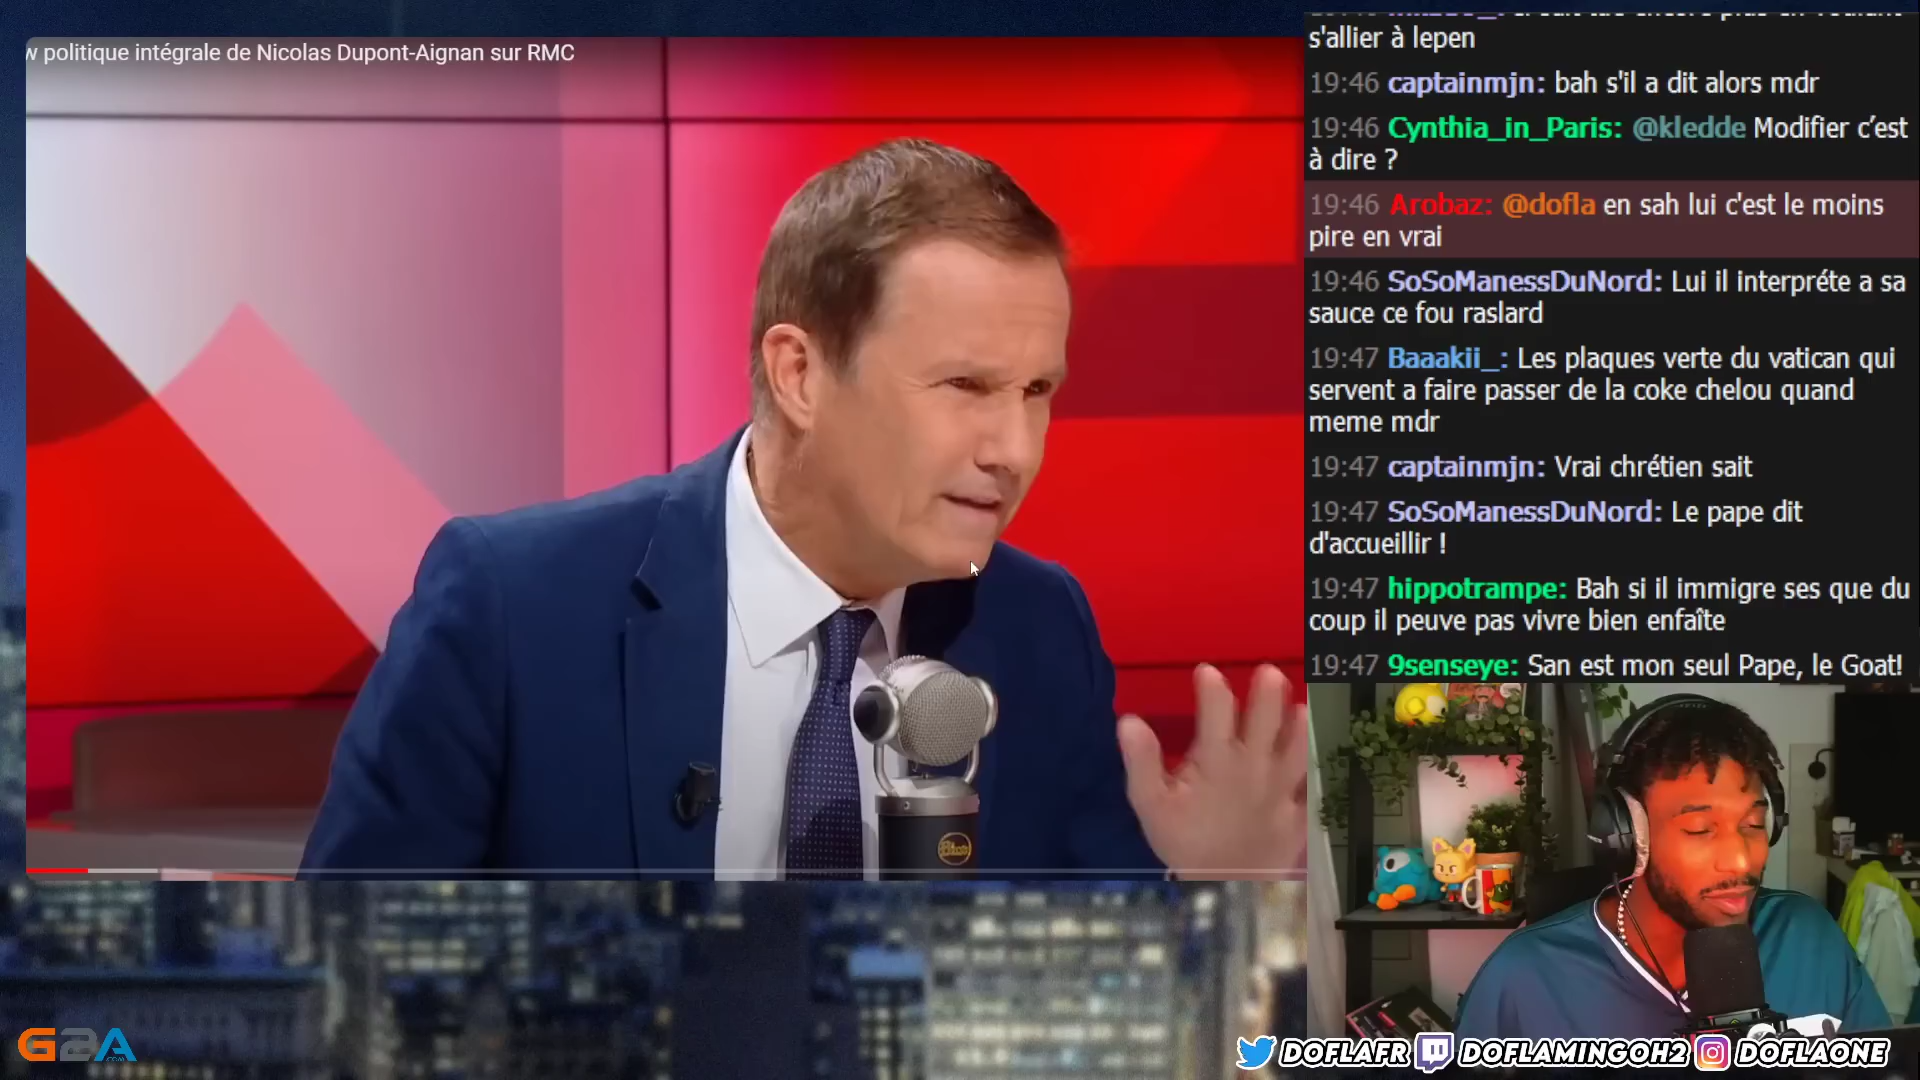 politique intégrale de Nicolas Dupont-Aignan sur RMC
s'allier à lepen
19:46 captainmjn: bah s'il a dit alors mdr
19:46 Cynthia_in_Paris: @kledde Modifier c’est
à dire ?
19:46 Arobaz: @dofla en sah lui c'est le moins
pire en vrai
19:46 SoSoManessDuNord: Lui il interpréte a sa
sauce ce fou raslard
19:47 Baaakii_: Les plaques verte du vatican qui
servent a faire passer de la coke chelou quand
meme mdr
19:47 captainmjn: Vrai chrétien sait
19:47 SoSoManessDuNord: Le pape dit
d'accueillir !
19:47 hippotrampe: Bah si il immigre ses que du
coup il peuve pas vivre bien enfaîte
19:47 9senseye: San est mon seul Pape, le Goat!
G2A
.COM
DOFLAFR DOFLAMINGOH2 DOFLAONE